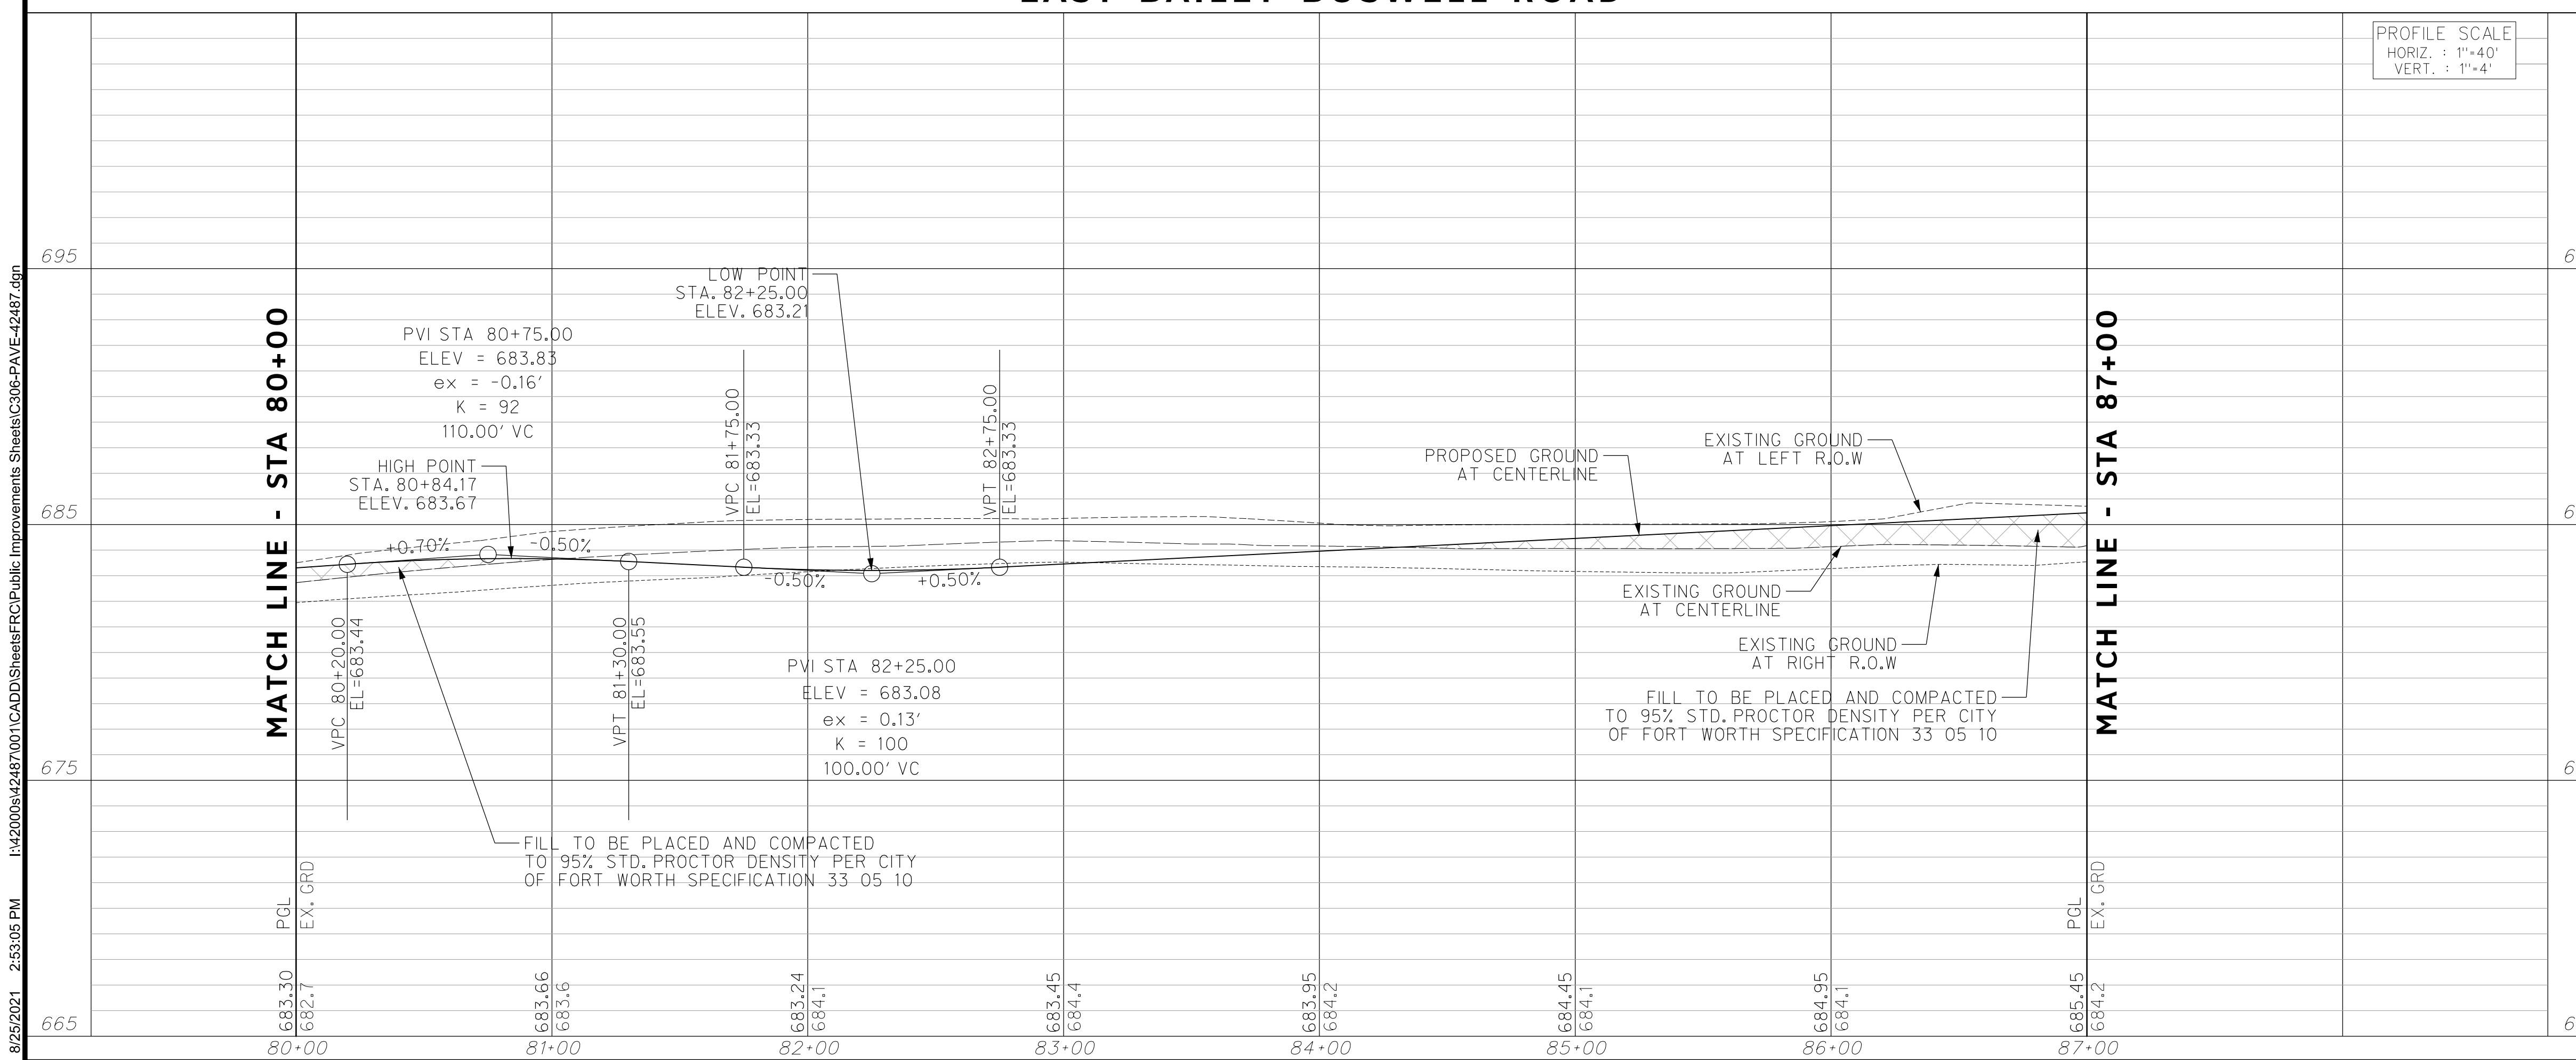 PROFILE SCALE
HORIZ. : 1"=40'
VERT. : 1"=4'
695
LOW POINT
STA. 82+25.00
ELEV. 683.21
PVI STA 80+75.00
ELEV = 683.83
ex = -0.16'
K = 92
110.00' VC
HIGH POINT
STA. 80+84.17
ELEV. 683.67
MATCH LINE - STA 80+00
VPC 81+75.00
EL=683.33
VPT 82+75.00
EL=683.33
PROPOSED GROUND
AT CENTERLINE
EXISTING GROUND
AT LEFT R.O.W
MATCH LINE - STA 87+00
685
+0.70%
-0.50%
-0.50%
+0.50%
EXISTING GROUND
AT CENTERLINE
EXISTING GROUND
AT RIGHT R.O.W
FILL TO BE PLACED AND COMPACTED
TO 95% STD. PROCTOR DENSITY PER CITY
OF FORT WORTH SPECIFICATION 33 05 10
VPC 80+20.00
EL=683.44
VPT 81+30.00
EL=683.55
PVI STA 82+25.00
ELEV = 683.08
ex = 0.13'
K = 100
100.00' VC
675
FILL TO BE PLACED AND COMPACTED
TO 95% STD. PROCTOR DENSITY PER CITY
OF FORT WORTH SPECIFICATION 33 05 10
PGL
EX. GRD
PGL
EX. GRD
683.30
682.7
683.66
683.6
683.24
684.1
683.45
684.4
683.95
684.2
684.45
684.1
684.95
684.1
685.45
684.2
665
80+00
81+00
82+00
83+00
84+00
85+00
86+00
87+00
8/25/2021 2:53:05 PM I:\42000s\42487\001\CADD\SheetsFRC\Public Improvements Sheets\C306-PAVE-42487.dgn